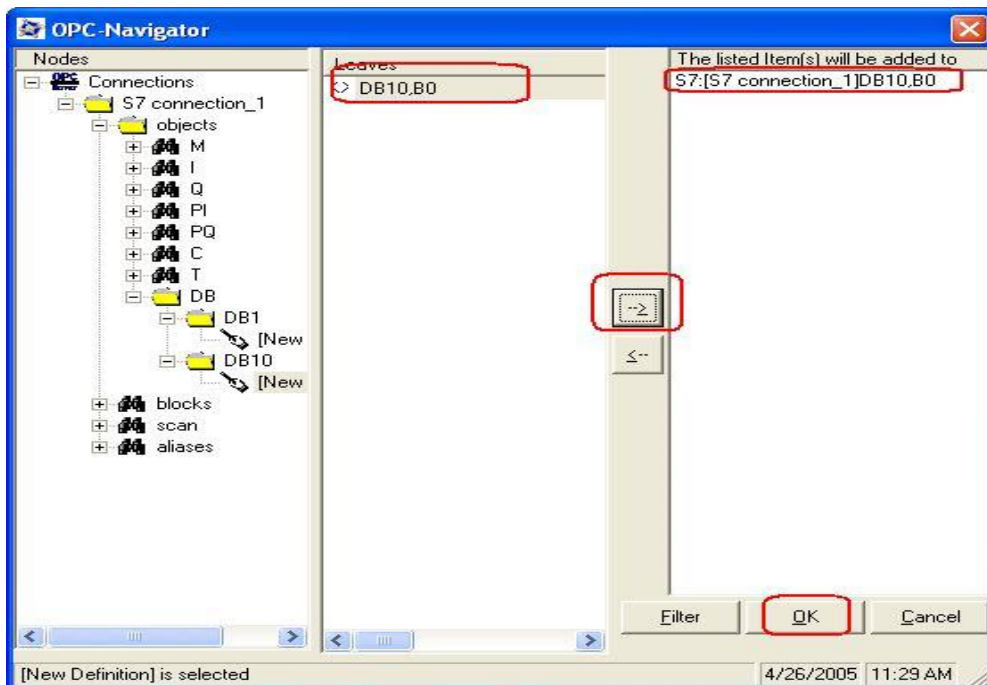 OPC-Navigator
Nodes
OPC Connections
S7 connection_1
objects
M
I
Q
PI
PQ
C
T
DB
DB1
[New
DB10
[New
blocks
scan
aliases
Leaves
<> DB10,B0
-->
<--
The listed Item(s) will be added to
S7:[S7 connection_1]DB10,B0
Filter
OK
Cancel
[New Definition] is selected
4/26/2005
11:29 AM